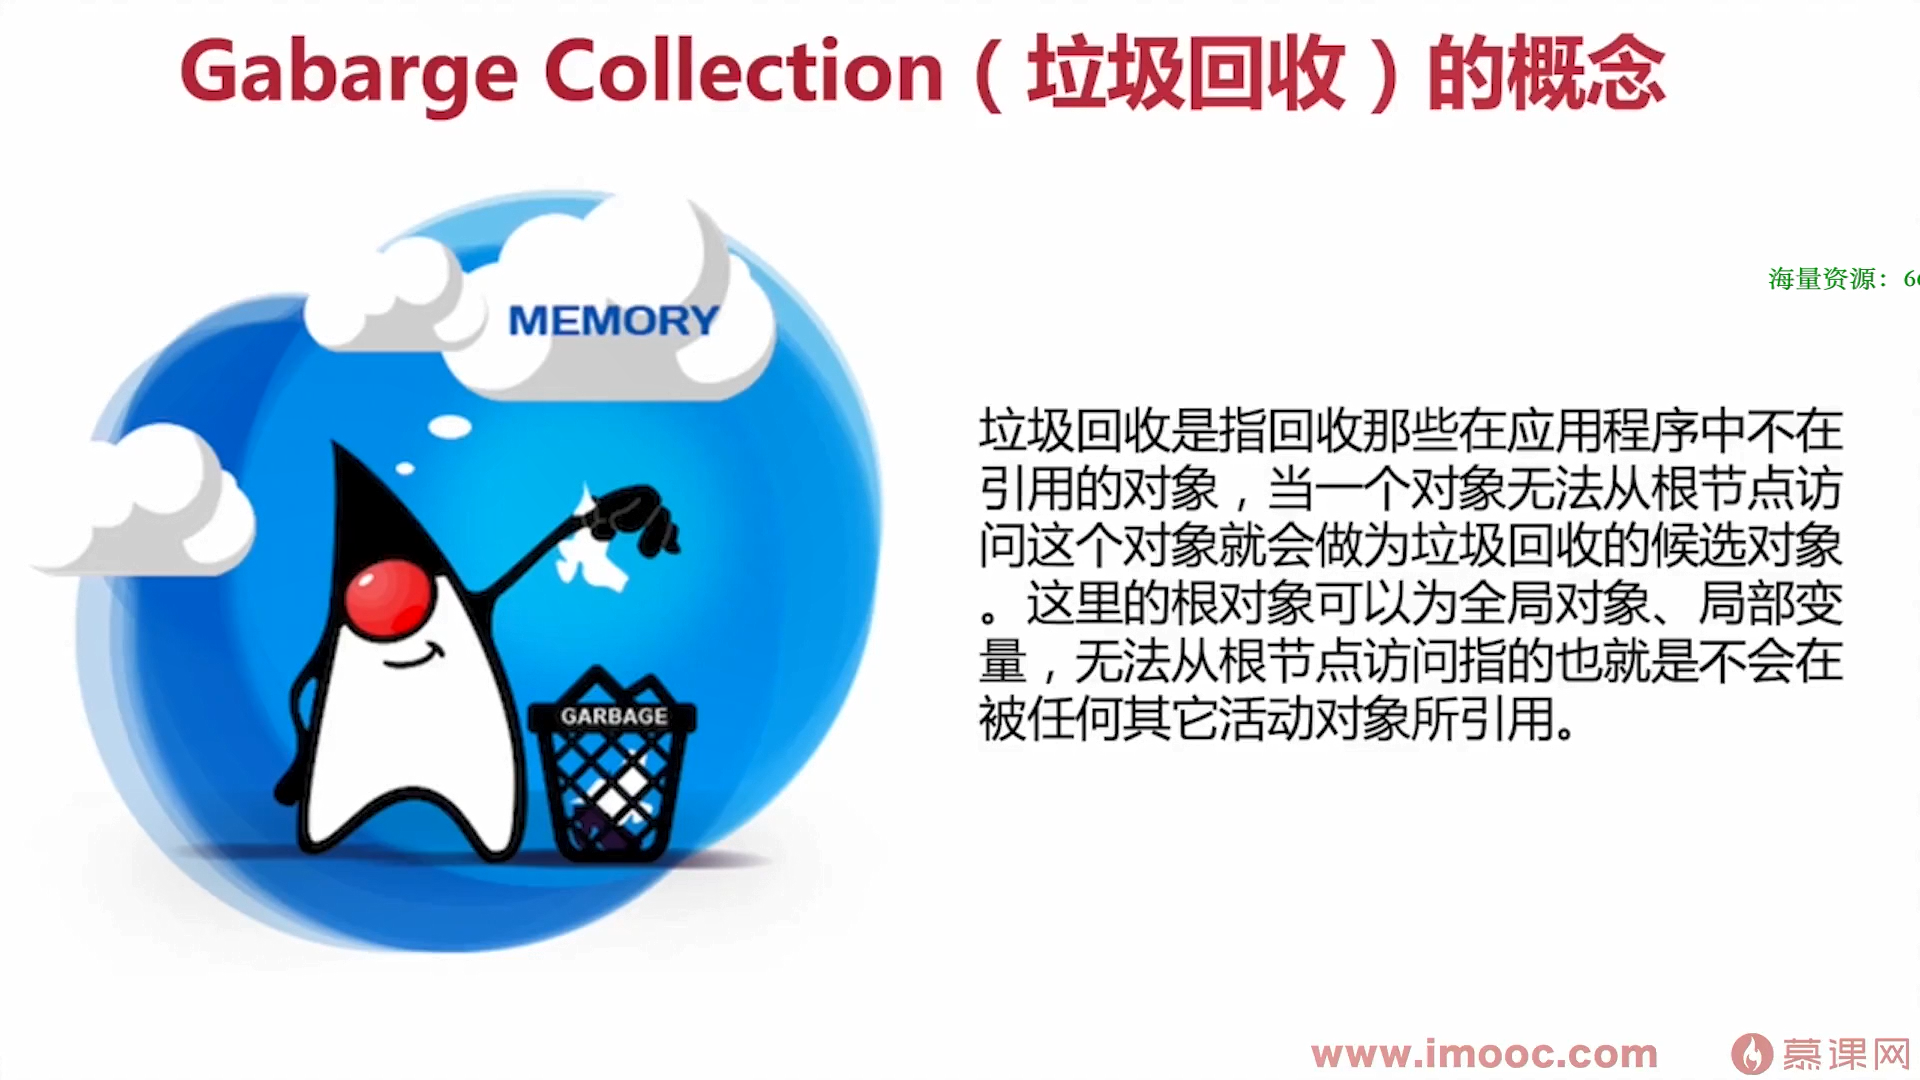 Gabarge Collection（垃圾回收）的概念
MEMORY
海量资源：
垃圾回收是指回收那些在应用程序中不在
引用的对象，当一个对象无法从根节点访
问这个对象就会做为垃圾回收的候选对象
。这里的根对象可以为全局对象、局部变
量，无法从根节点访问指的也就是不会在
被任何其它活动对象所引用。
GARBAGE
www.imooc.com
慕课网